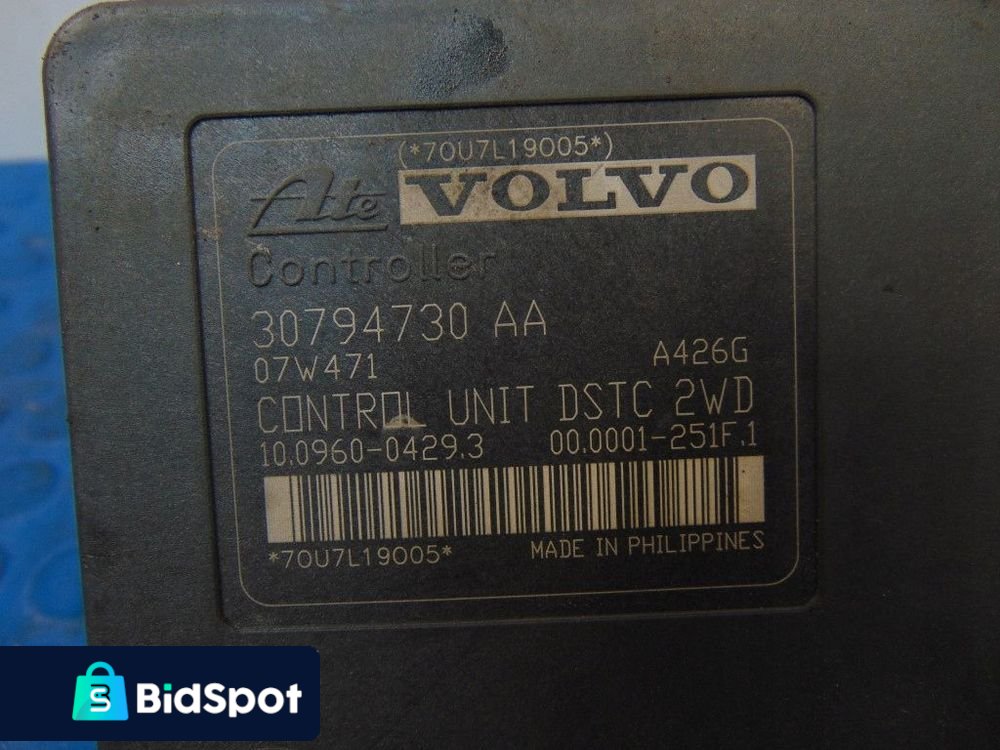 (*70U7L19005*)
Ate VOLVO
Controller
30794730 AA
07W471 A426G
CONTROL UNIT DSTC 2WD
10.0960-0429.3 00.0001-251F.1
*70U7L19005* MADE IN PHILIPPINES
S BidSpot